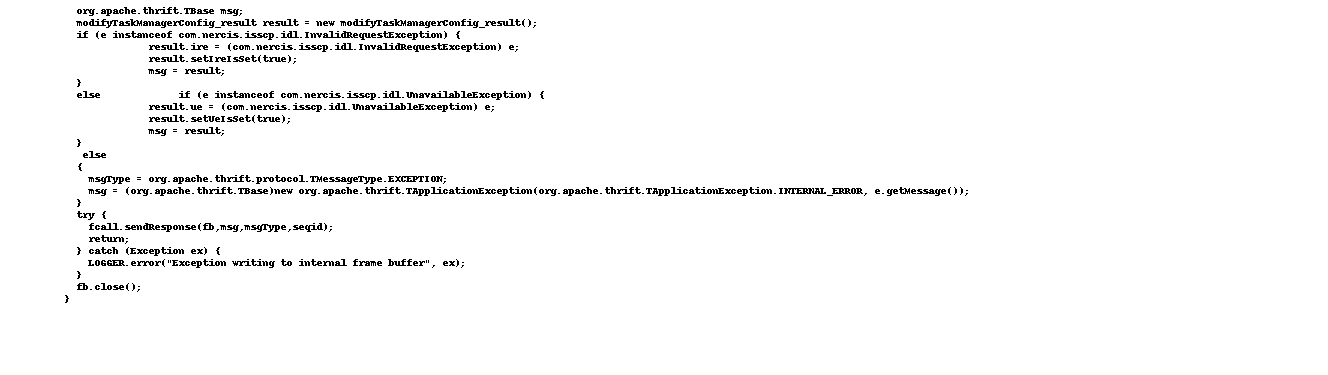 org.apache.thrift.TBase msg;
modifyTaskManagerConfig_result result = new modifyTaskManagerConfig_result();
if (e instanceof com.nercis.isscp.idl.InvalidRequestException) {
result.ire = (com.nercis.isscp.idl.InvalidRequestException) e;
result.setIreIsSet(true);
msg = result;
}
else             if (e instanceof com.nercis.isscp.idl.UnavailableException) {
result.ue = (com.nercis.isscp.idl.UnavailableException) e;
result.setUeIsSet(true);
msg = result;
}
else
{
msgType = org.apache.thrift.protocol.TMessageType.EXCEPTION;
msg = (org.apache.thrift.TBase)new org.apache.thrift.TApplicationException(org.apache.thrift.TApplicationException.INTERNAL_ERROR, e.getMessage());
}
try {
fcall.sendResponse(fb,msg,msgType,seqid);
return;
} catch (Exception ex) {
LOGGER.error("Exception writing to internal frame buffer", ex);
}
fb.close();
}